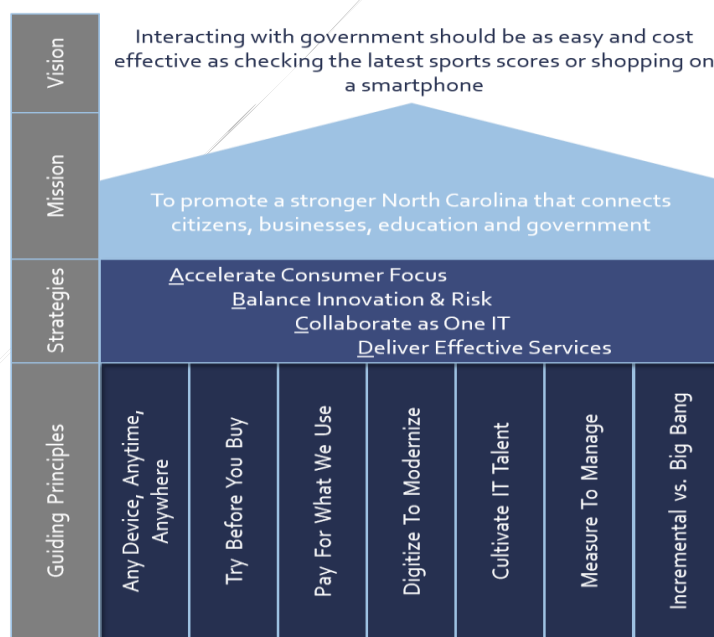 Vision
Interacting with government should be as easy and cost
effective as checking the latest sports scores or shopping on
a smartphone
Mission
To promote a stronger North Carolina that connects
citizens, businesses, education and government
Strategies
Accelerate Consumer Focus
Balance Innovation & Risk
Collaborate as One IT
Deliver Effective Services
Guiding Principles
Any Device, Anytime,
Anywhere
Try Before You Buy
Pay For What We Use
Digitize To Modernize
Cultivate IT Talent
Measure To Manage
Incremental vs. Big Bang